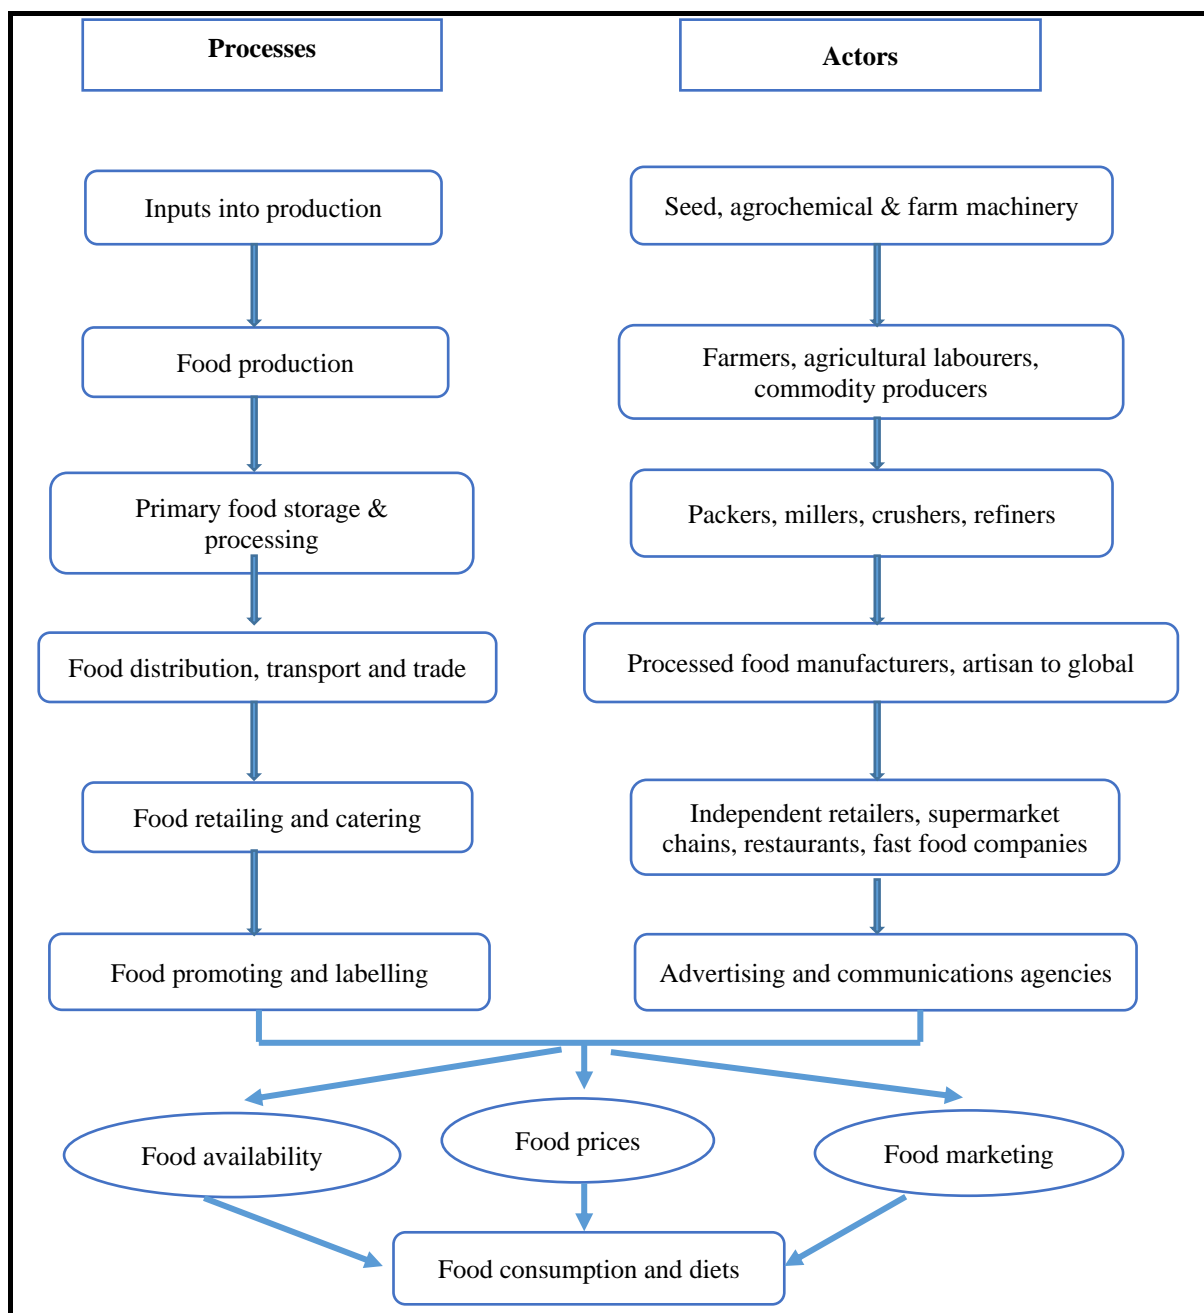 Processes
Actors
Inputs into production
Seed, agrochemical & farm machinery
Food production
Farmers, agricultural labourers,
commodity producers
Primary food storage &
processing
Packers, millers, crushers, refiners
Food distribution, transport and trade
Processed food manufacturers, artisan to global
Food retailing and catering
Independent retailers, supermarket
chains, restaurants, fast food companies
Food promoting and labelling
Advertising and communications agencies
Food availability
Food prices
Food marketing
Food consumption and diets